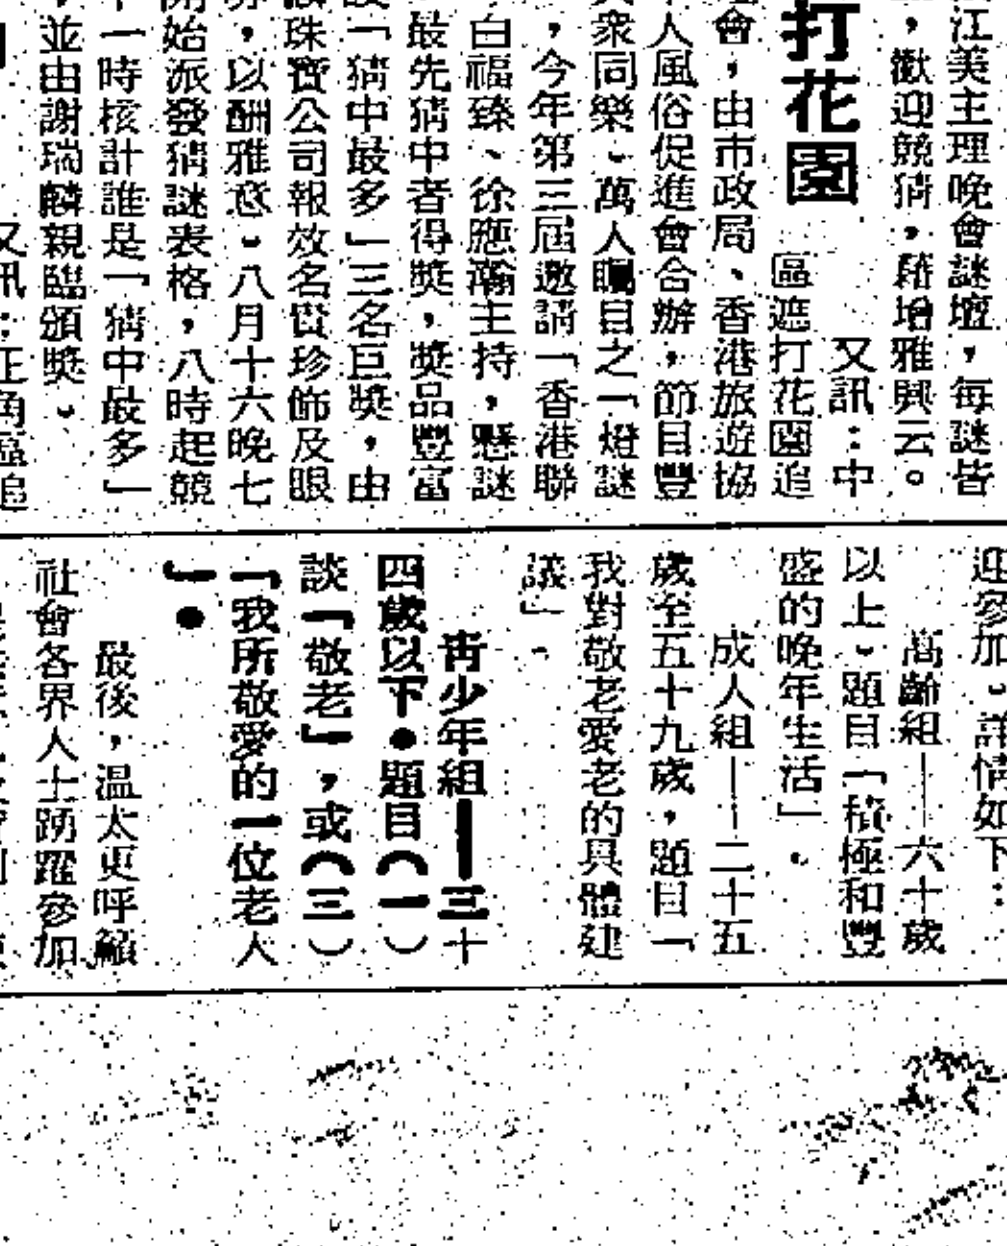 江美主理晚會謎壇，每謎皆
，歡迎競猜，藉增雅興云。
打花園
又訊：中
區遮打花園追
會，由市政局、香港旅遊協
人風俗促進會合辦，節目豐
眾同樂。萬人矚目之「燈謎
，今年第三屆邀請「香港聯
白福臻、徐應瀚主持，懸謎
最先猜中者得獎，獎品豐富
「猜中最多」三名巨獎，由
珠寶公司報效名貴珍飾及眼
，以酬雅意。八月十六晚七
始派發猜謎表格，八時起競
十一時核計誰是「猜中最多」
，並由謝瑞麟親臨頒獎。
又訊：旺角區追
迎參加。詳情如下：
高齡組——六十歲
以上。題目「積極和豐
盛的晚年生活」。
成人組——二十五
歲至五十九歲，題目「
我對敬老愛老的具體建
議」。
青少年組——三十
四歲以下●題目（一）
談「敬老」，或（三）
「我所敬愛的一位老人
」●
最後，温太更呼籲
社會各界人士踴躍參加